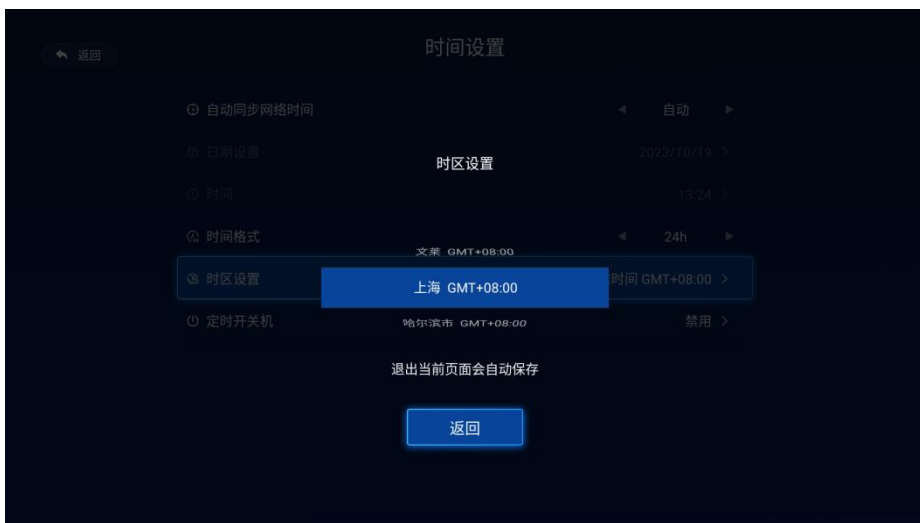 时间设置
返回
自动同步网络时间 自动
日期设置 2023/10/19
时间 13:24
时区设置
时间格式 24h
文莱 GMT+08:00
时区设置 时间 GMT+08:00
上海 GMT+08:00
定时开关机 禁用
哈尔滨市 GMT+08:00
退出当前页面会自动保存
返回